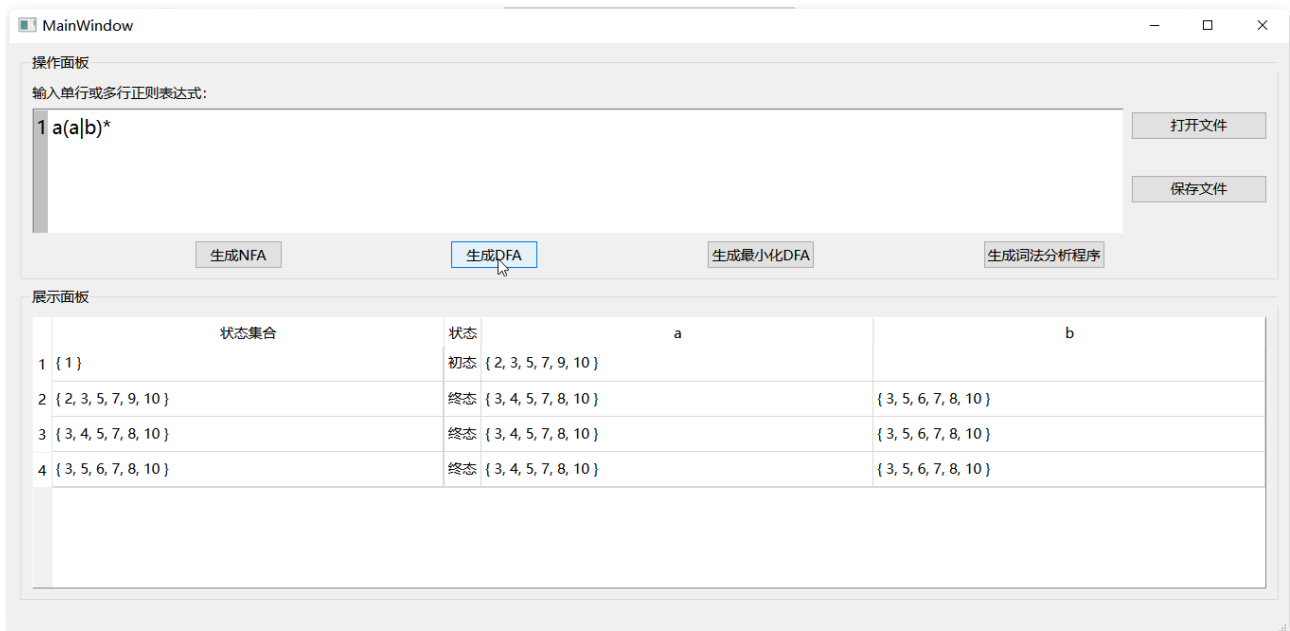 MainWindow
操作面板
输入单行或多行正则表达式:
1 a(a|b)*
打开文件
保存文件
生成NFA 生成DFA 生成最小化DFA 生成词法分析程序
展示面板
状态集合 状态 a b
1 { 1 } 初态 { 2, 3, 5, 7, 9, 10 }
2 { 2, 3, 5, 7, 9, 10 } 终态 { 3, 4, 5, 7, 8, 10 } { 3, 5, 6, 7, 8, 10 }
3 { 3, 4, 5, 7, 8, 10 } 终态 { 3, 4, 5, 7, 8, 10 } { 3, 5, 6, 7, 8, 10 }
4 { 3, 5, 6, 7, 8, 10 } 终态 { 3, 4, 5, 7, 8, 10 } { 3, 5, 6, 7, 8, 10 }